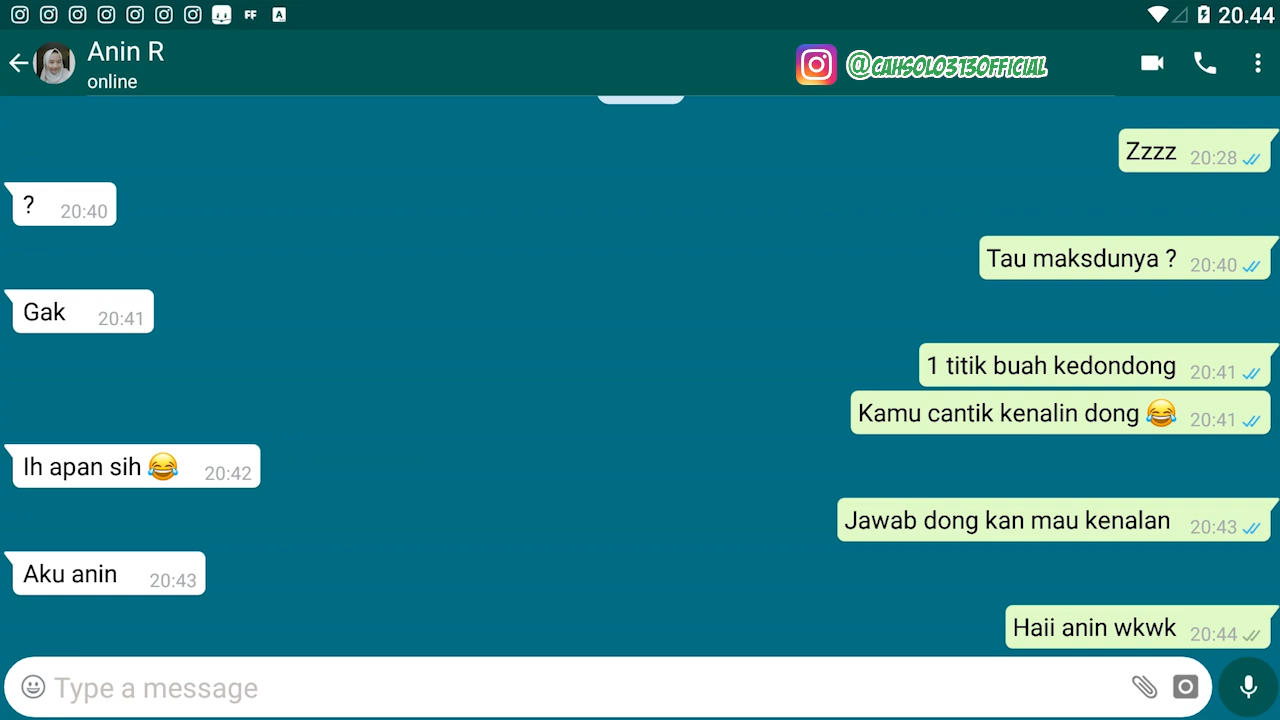 FF A 20.44
Anin R
online
@CAHSOLO313OFFICIAL
Zzzz 20:28
? 20:40
Tau maksdunya ? 20:40
Gak 20:41
1 titik buah kedondong 20:41
Kamu cantik kenalin dong 😂 20:41
Ih apan sih 😂 20:42
Jawab dong kan mau kenalan 20:43
Aku anin 20:43
Haii anin wkwk 20:44
Type a message